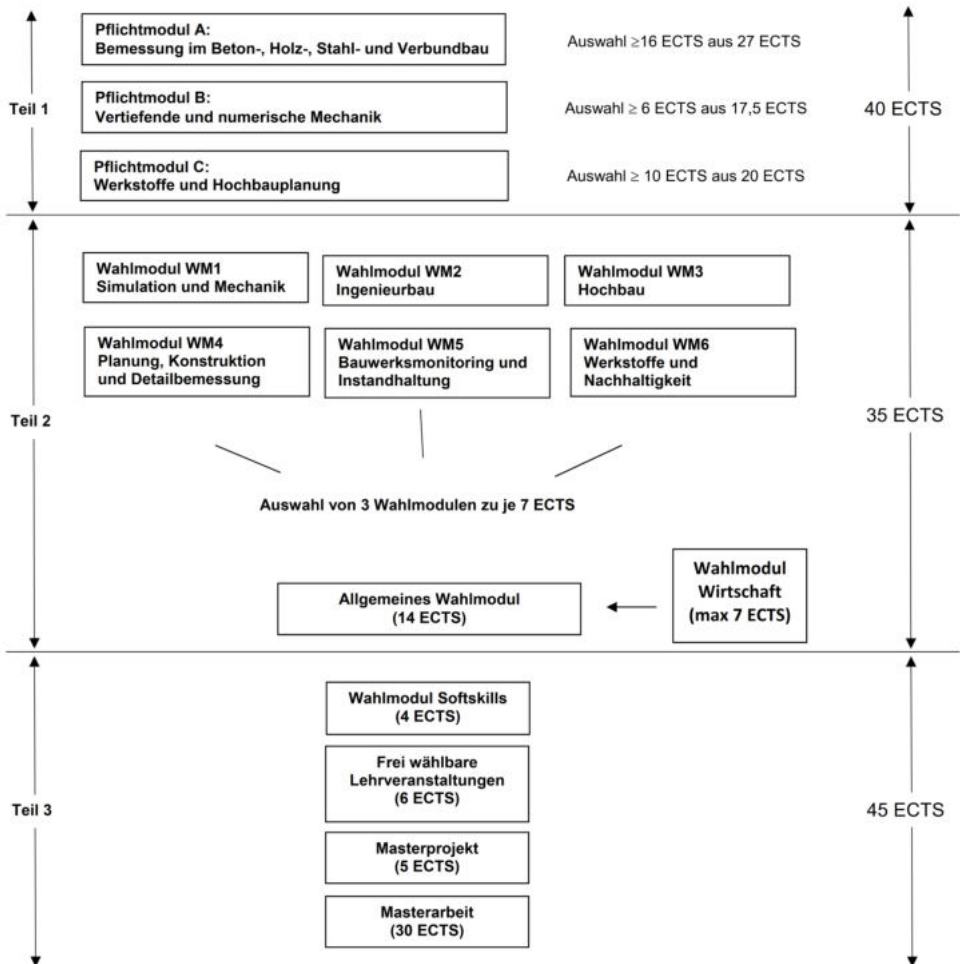 Pflichtmodul A:
Bemessung im Beton-, Holz-, Stahl- und Verbundbau
Auswahl ≥16 ECTS aus 27 ECTS
Teil 1
Pflichtmodul B:
Vertiefende und numerische Mechanik
Auswahl ≥ 6 ECTS aus 17,5 ECTS
40 ECTS
Pflichtmodul C:
Werkstoffe und Hochbauplanung
Auswahl ≥ 10 ECTS aus 20 ECTS
Wahlmodul WM1
Simulation und Mechanik
Wahlmodul WM2
Ingenieurbau
Wahlmodul WM3
Hochbau
Wahlmodul WM4
Planung, Konstruktion
und Detailbemessung
Wahlmodul WM5
Bauwerksmonitoring und
Instandhaltung
Wahlmodul WM6
Werkstoffe und
Nachhaltigkeit
Teil 2
35 ECTS
Auswahl von 3 Wahlmodulen zu je 7 ECTS
Allgemeines Wahlmodul
(14 ECTS)
Wahlmodul
Wirtschaft
(max 7 ECTS)
Wahlmodul Softskills
(4 ECTS)
Frei wählbare
Lehrveranstaltungen
(6 ECTS)
Teil 3
45 ECTS
Masterprojekt
(5 ECTS)
Masterarbeit
(30 ECTS)